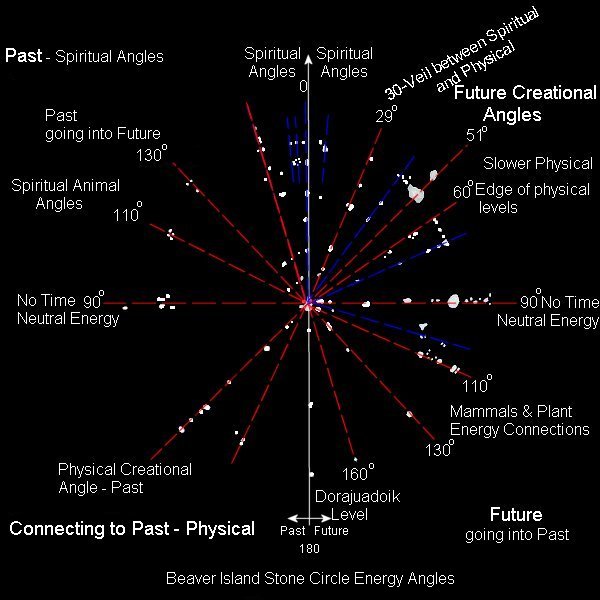 Past - Spiritual Angles
Spiritual
Angles
Spiritual
Angles
0
30-Veil between Spiritual
and Physical
Future Creational
Angles
29°
51°
Past
going into Future
130°
Slower Physical
Spiritual Animal
Angles
110°
60° Edge of physical
levels
No Time 90°
Neutral Energy
90° No Time
Neutral Energy
110°
Mammals & Plant
Energy Connections
130°
Physical Creational
Angle - Past
160°
Dorajuadoik
Level
Connecting to Past - Physical
Past Future
180
Future
going into Past
Beaver Island Stone Circle Energy Angles